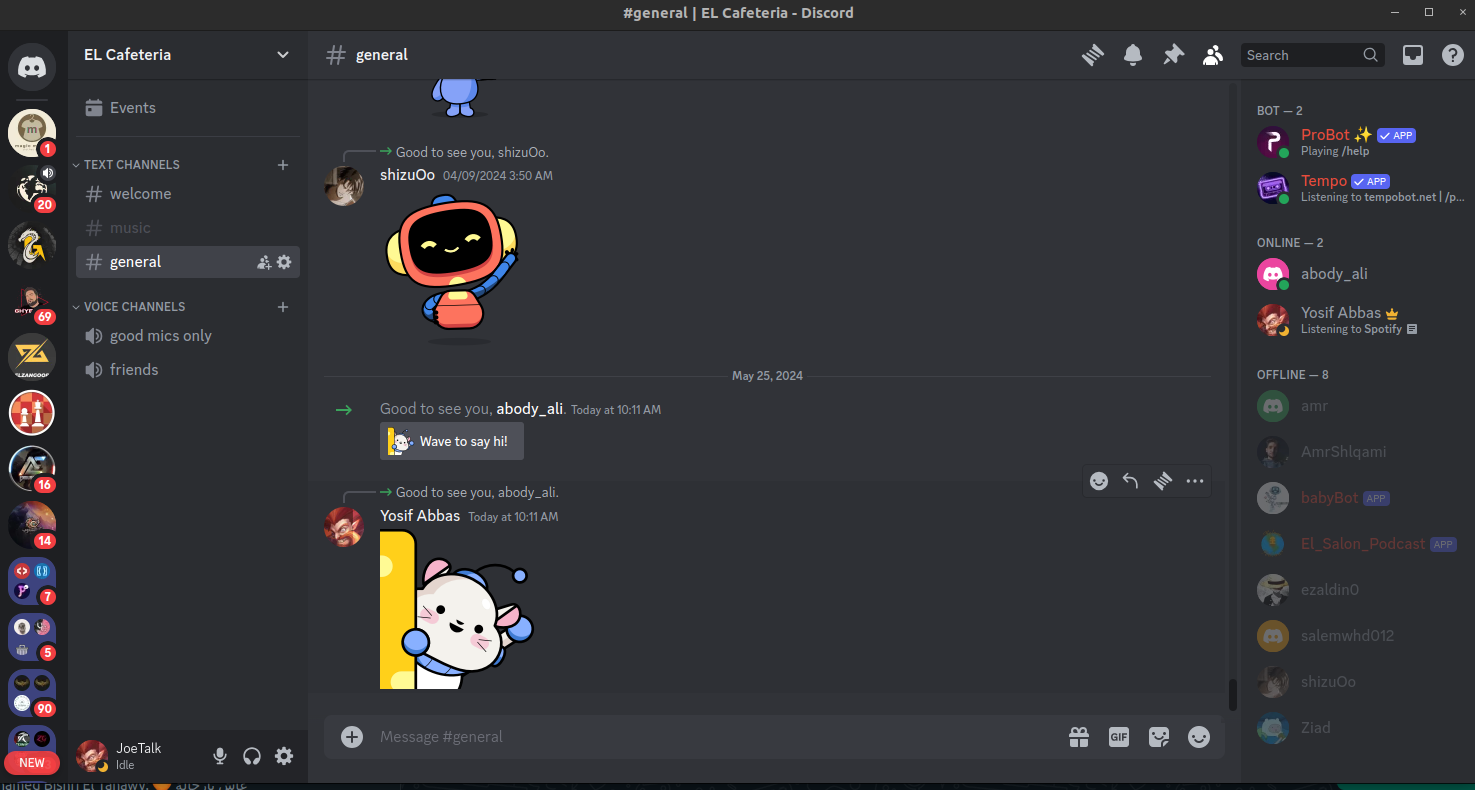 #general | EL Cafeteria - Discord
EL Cafeteria
general
Search
Events
TEXT CHANNELS
welcome
music
general
VOICE CHANNELS
good mics only
friends
1
20
69
ELZANGOOR
16
14
7
5
90
NEW
JoeTalk
Idle
Good to see you, shizuOo.
shizuOo 04/09/2024 3:50 AM
May 25, 2024
Good to see you, abody_ali. Today at 10:11 AM
Wave to say hi!
Good to see you, abody_ali.
Yosif Abbas Today at 10:11 AM
Message #general
GIF
BOT — 2
ProBot ✨ APP
Playing /help
Tempo APP
Listening to tempobot.net | /p...
ONLINE — 2
abody_ali
Yosif Abbas
Listening to Spotify
OFFLINE — 8
amr
AmrShlqami
babyBot APP
El_Salon_Podcast APP
ezaldin0
salemwhd012
shizuOo
Ziad